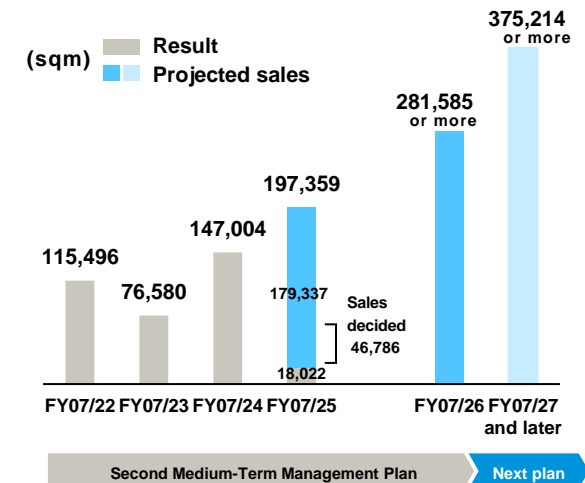 (sqm)
Result
Projected sales
375,214
or more
281,585
or more
197,359
147,004
115,496
76,580
179,337
Sales
decided
46,786
18,022
FY07/22 FY07/23 FY07/24 FY07/25 FY07/26 FY07/27
and later
Second Medium-Term Management Plan Next plan